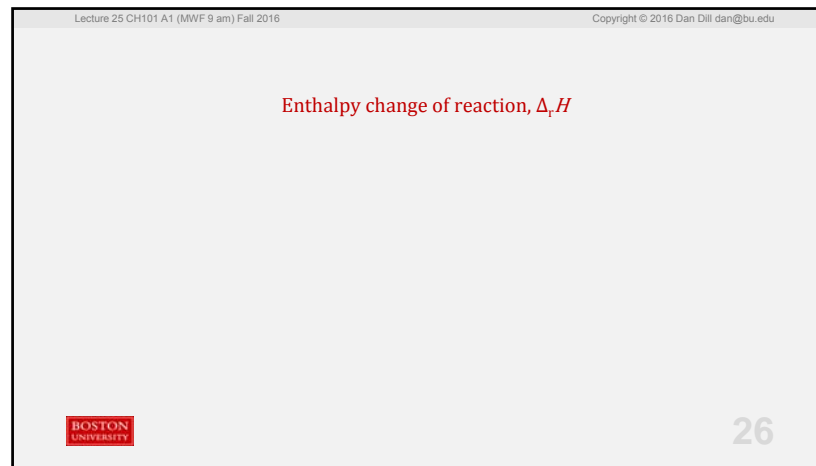 Lecture 25 CH101 A1 (MWF 9 am) Fall 2016
Copyright © 2016 Dan Dill dan@bu.edu
Enthalpy change of reaction, ΔᵣH
BOSTON
UNIVERSITY
26